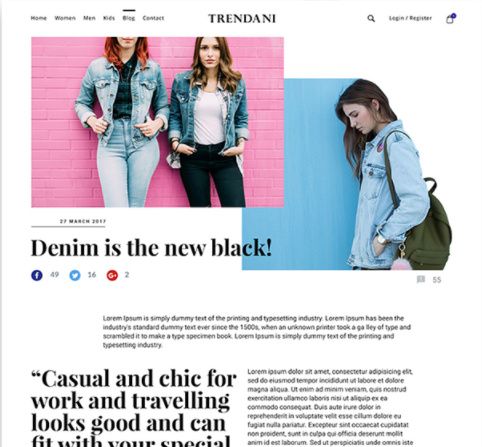 Home Women Men Kids Blog Contact TRENDANI Login / Register
27 MARCH 2017
Denim is the new black!
49 16 2 55
Lorem Ipsum is simply dummy text of the printing and typesetting industry. Lorem Ipsum has been the
industry's standard dummy text ever since the 1500s, when an unknown printer took a galley of type and
scrambled it to make a type specimen book. Lorem Ipsum is simply dummy text of the printing and
typesetting industry.
“Casual and chic for
work and travelling
looks good and can
fit with your special
Lorem ipsum dolor sit amet, consectetur adipisicing elit,
sed do eiusmod tempor incididunt ut labore et dolore
magna aliqua. Ut enim ad minim veniam, quis nostrud
exercitation ullamco laboris nisi ut aliquip ex ea
commodo consequat. Duis aute irure dolor in
reprehenderit in voluptate velit esse cillum dolore eu
fugiat nulla pariatur. Excepteur sint occaecat cupidatat
non proident, sunt in culpa qui officia deserunt mollit
anim id est laborum. Sed ut perspiciatis unde omnis iste